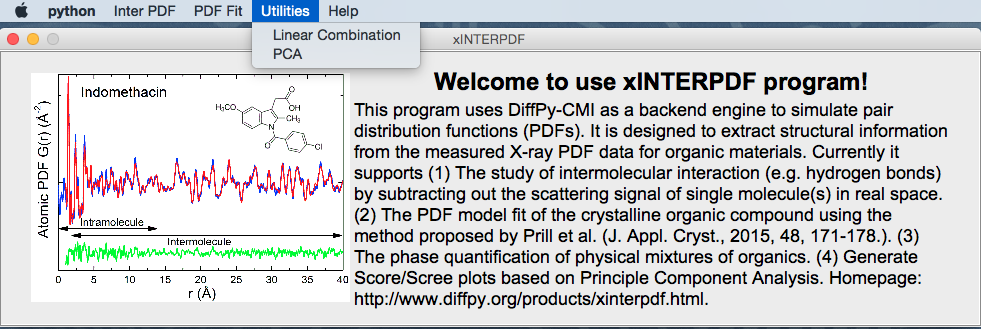 python Inter PDF PDF Fit Utilities Help
Linear Combination
PCA
xINTERPDF
Indomethacin
H₃CO
O
OH
CH₃
N
O
Cl
Atomic PDF G(r) (Å⁻²)
Intramolecule
Intermolecule
0 5 10 15 20 25 30 35 40
r (Å)
Welcome to use xINTERPDF program!
This program uses DiffPy-CMI as a backend engine to simulate pair
distribution functions (PDFs). It is designed to extract structural information
from the measured X-ray PDF data for organic materials. Currently it
supports (1) The study of intermolecular interaction (e.g. hydrogen bonds)
by subtracting out the scattering signal of single molecule(s) in real space.
(2) The PDF model fit of the crystalline organic compound using the
method proposed by Prill et al. (J. Appl. Cryst., 2015, 48, 171-178.). (3)
The phase quantification of physical mixtures of organics. (4) Generate
Score/Scree plots based on Principle Component Analysis. Homepage:
http://www.diffpy.org/products/xinterpdf.html.